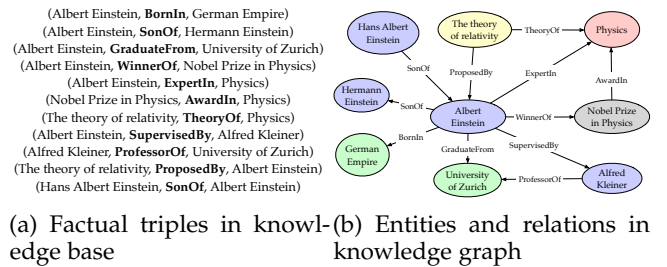 (Albert Einstein, BornIn, German Empire)
(Albert Einstein, SonOf, Hermann Einstein)
(Albert Einstein, GraduateFrom, University of Zurich)
(Albert Einstein, WinnerOf, Nobel Prize in Physics)
(Albert Einstein, ExpertIn, Physics)
(Nobel Prize in Physics, AwardIn, Physics)
(The theory of relativity, TheoryOf, Physics)
(Albert Einstein, SupervisedBy, Alfred Kleiner)
(Alfred Kleiner, ProfessorOf, University of Zurich)
(The theory of relativity, ProposedBy, Albert Einstein)
(Hans Albert Einstein, SonOf, Albert Einstein)
(a) Factual triples in knowl-
edge base
Hans Albert
Einstein
The theory
of relativity
TheoryOf
Physics
SonOf
ProposedBy
ExpertIn
AwardIn
Hermann
Einstein
SonOf
Albert
Einstein
WinnerOf
Nobel Prize
in Physics
BornIn
German
Empire
GraduateFrom
SupervisedBy
University
of Zurich
ProfessorOf
Alfred
Kleiner
(b) Entities and relations in
knowledge graph